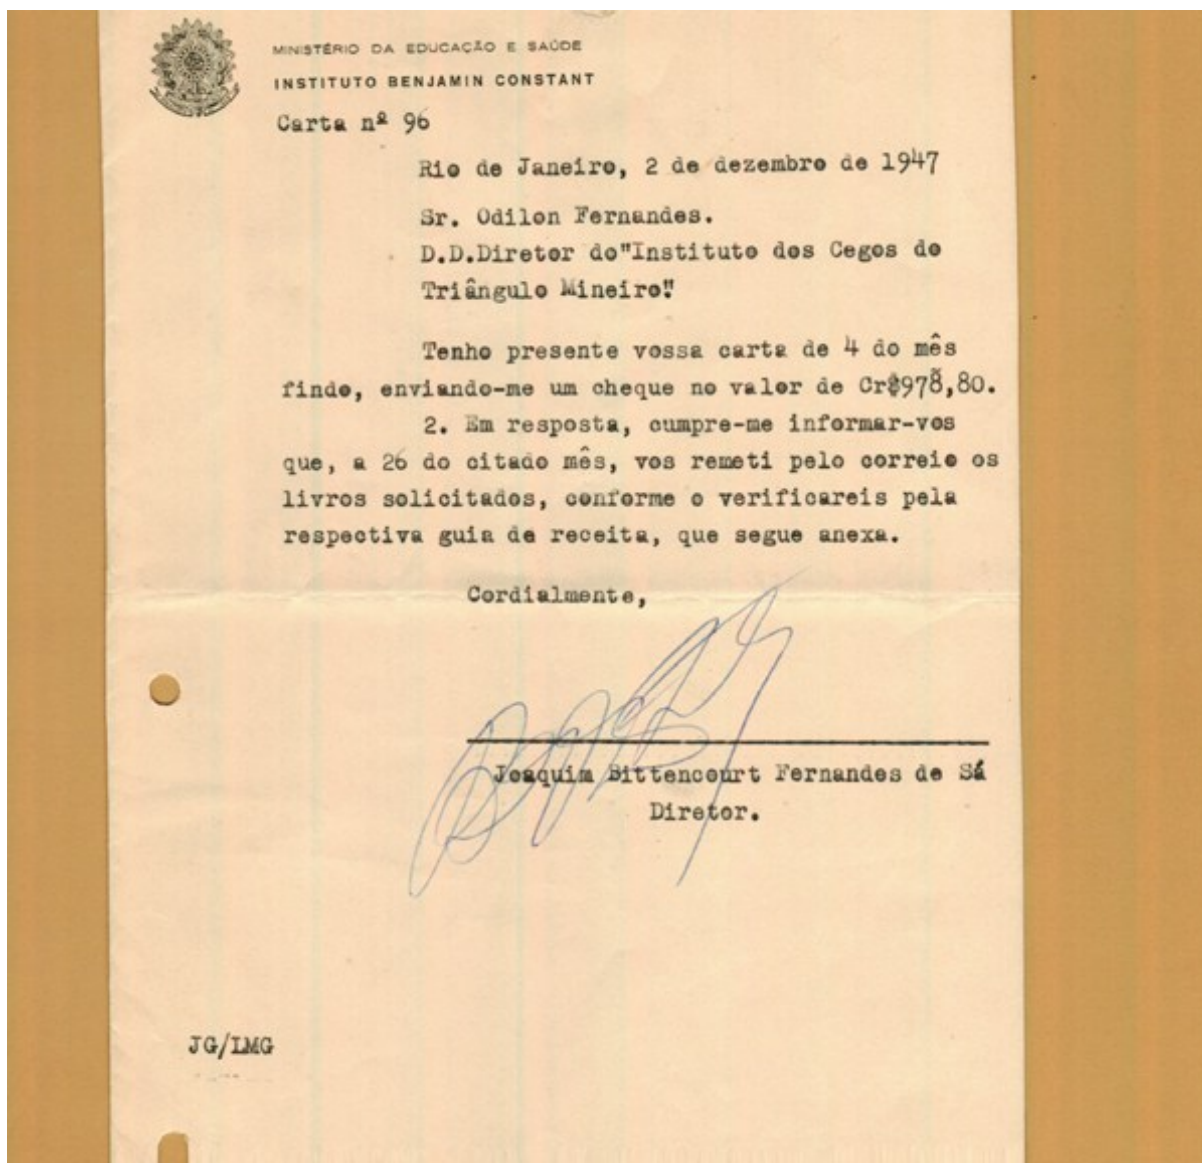 MINISTÉRIO DA EDUCAÇÃO E SAÚDE
INSTITUTO BENJAMIN CONSTANT
Carta nº 96
Rio de Janeiro, 2 de dezembro de 1947
Sr. Odilon Fernandes.
D.D.Diretor do"Instituto dos Cegos do
Triângulo Mineiro".
Tenho presente vossa carta de 4 do mês
findo, enviando-me um cheque no valor de Cr$978,80.
2. Em resposta, cumpre-me informar-vos
que, a 26 do citado mês, vos remeti pelo correio os
livros solicitados, conforme o verificareis pela
respectiva guia de receita, que segue anexa.
Cordialmente,
Joaquim Bittencourt Fernandes de Sá
Diretor.
JG/LMG